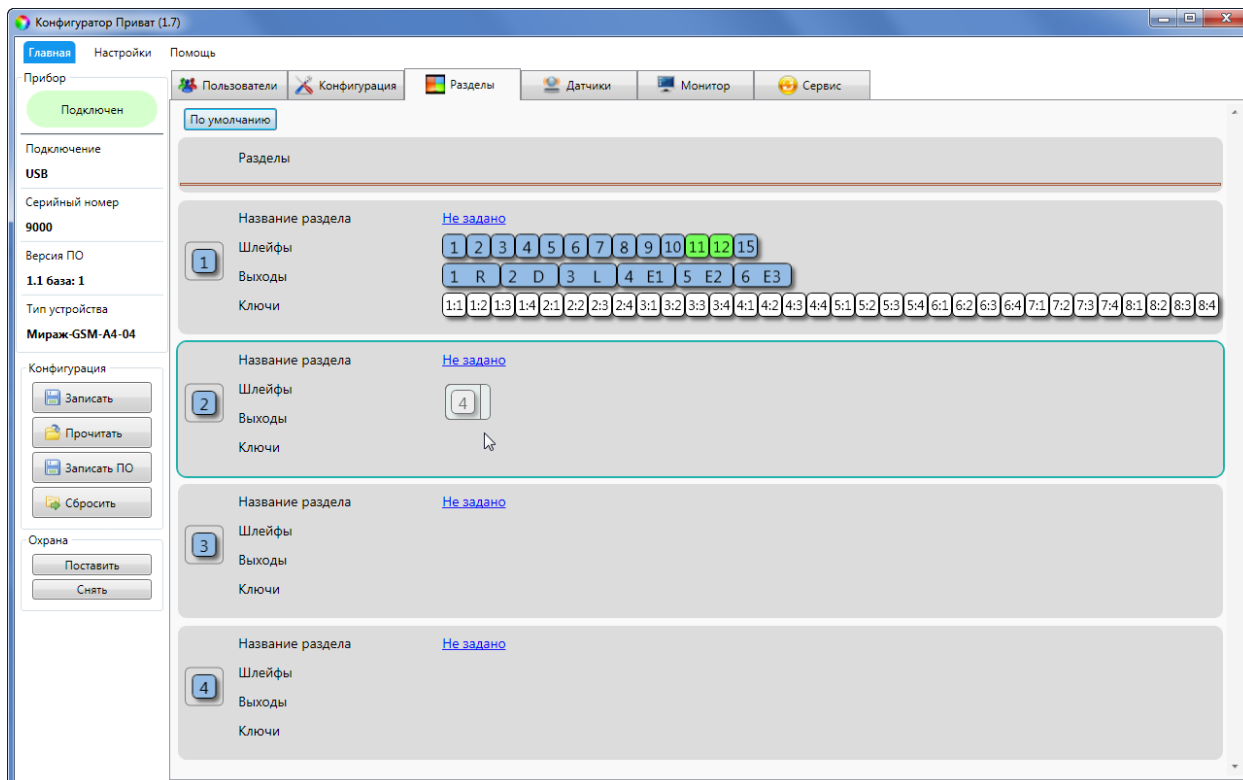 Конфигуратор Приват (1.7)
Главная Настройки Помощь
Прибор
Подключен
Подключение
USB
Серийный номер
9000
Версия ПО
1.1 база: 1
Тип устройства
Мираж-GSM-A4-04
Конфигурация
Записать
Прочитать
Записать ПО
Сбросить
Охрана
Поставить
Снять
Пользователи Конфигурация Разделы Датчики Монитор Сервис
По умолчанию
Разделы
1
Название раздела Не задано
Шлейфы 1 2 3 4 5 6 7 8 9 10 11 12 15
Выходы 1 R 2 D 3 L 4 E1 5 E2 6 E3
Ключи 1:1 1:2 1:3 1:4 2:1 2:2 2:3 2:4 3:1 3:2 3:3 3:4 4:1 4:2 4:3 4:4 5:1 5:2 5:3 5:4 6:1 6:2 6:3 6:4 7:1 7:2 7:3 7:4 8:1 8:2 8:3 8:4
2
Название раздела Не задано
Шлейфы
4
Выходы
Ключи
3
Название раздела Не задано
Шлейфы
Выходы
Ключи
4
Название раздела Не задано
Шлейфы
Выходы
Ключи